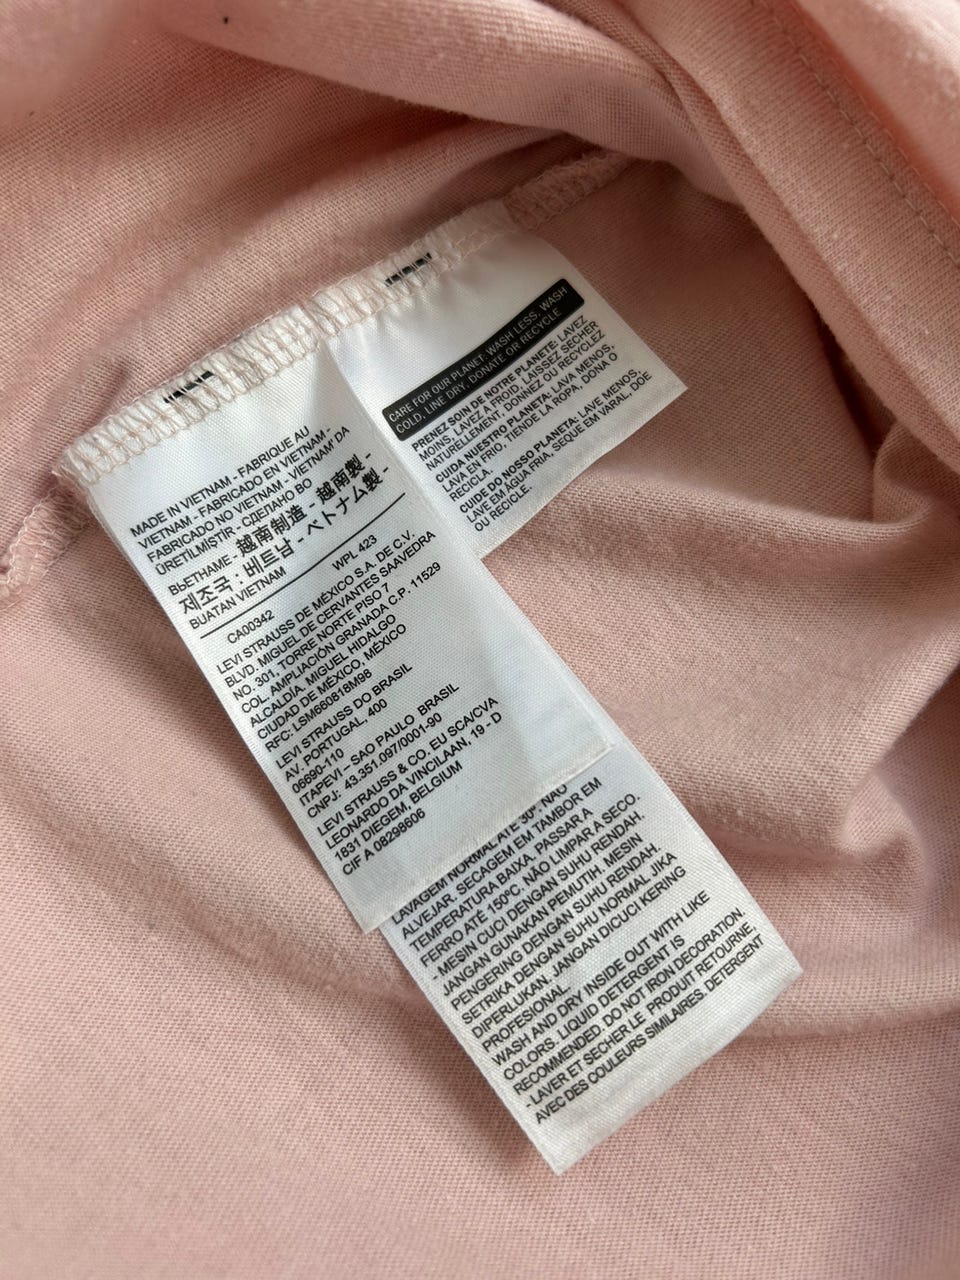 MADE IN VIETNAM - FABRIQUE AU
VIETNAM - FABRICADO EN VIETNAM -
FABRICADO NO VIETNAM - VIETNAM' DA
ÜRETİLMİŞTİR - СДЕЛАНО ВО
ВЬЕТНАМЕ - 越南制造 - 越南製 -
제조국 : 베트남 - ベトナム製 -
BUATAN VIETNAM
CA00342 WPL 423
LEVI STRAUSS DE MÉXICO S.A. DE C.V.
BLVD. MIGUEL DE CERVANTES SAAVEDRA
NO. 301, TORRE NORTE PISO 7
COL. AMPLIACIÓN GRANADA C.P. 11529
ALCALDÍA. MIGUEL HIDALGO
CIUDAD DE MÉXICO, MÉXICO
RFC: LSM660818M98
LEVI STRAUSS DO BRASIL
AV. PORTUGAL, 400
06690-110
ITAPEVI – SAO PAULO BRASIL
CNPJ: 43.351.097/0001-90
LEVI STRAUSS & CO. EU SCA/CVA
LEONARDO DA VINCILAAN, 19 - D
1831 DIEGEM, BELGIUM
CIF A 08298606
CARE FOR OUR PLANET: WASH LESS, WASH
COLD, LINE DRY, DONATE OR RECYCLE
PRENEZ SOIN DE NOTRE PLANETE: LAVEZ
MOINS, LAVEZ A FROID, LAISSEZ SECHER
NATURELLEMENT, DONNEZ OU RECYCLEZ
CUIDA NUESTRO PLANETA: LAVA MENOS,
LAVA EN FRIO, TIENDE LA ROPA, DONA O
RECICLA.
CUIDE DO NOSSO PLANETA: LAVE MENOS,
LAVE EM ÁGUA FRIA, SEQUE EM VARAL, DOE
OU RECICLE.
LAVAGEM NORMAL ATÉ 30º. NÃO
ALVEJAR. SECAGEM EM TAMBOR EM
TEMPERATURA BAIXA, PASSAR A
FERRO ATÉ 150ºC. NÃO LIMPAR A SECO.
- MESIN CUCI DENGAN SUHU RENDAH.
JANGAN GUNAKAN PEMUTIH. MESIN
PENGERING DENGAN SUHU RENDAH.
SETRIKA DENGAN SUHU NORMAL JIKA
DIPERLUKAN. JANGAN DICUCI KERING
PROFESIONAL.
WASH AND DRY INSIDE OUT WITH LIKE
COLORS. LIQUID DETERGENT IS
RECOMMENDED. DO NOT IRON DECORATION.
- LAVER ET SECHER LE PRODUIT RETOURNE,
AVEC DES COULEURS SIMILAIRES. DETERGENT